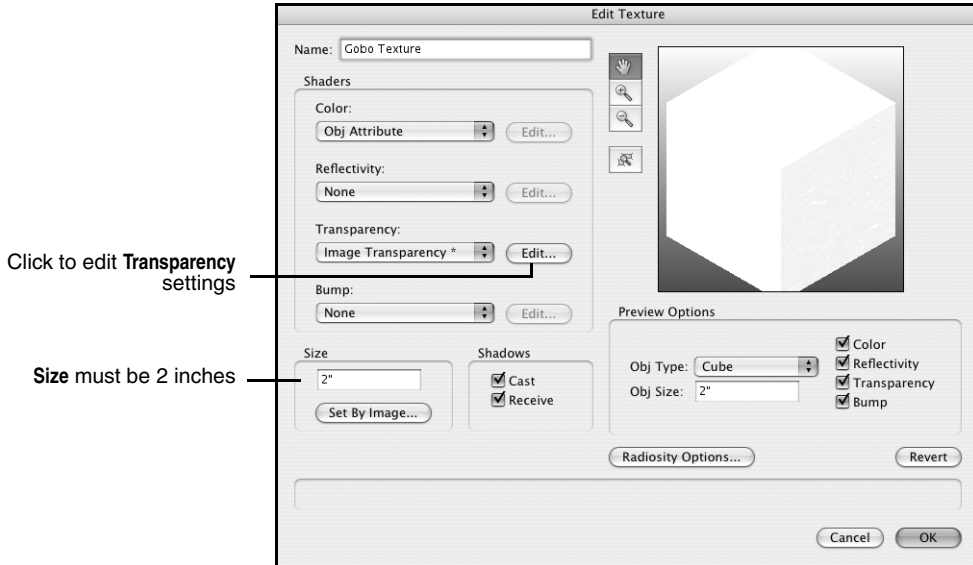 Edit Texture
Name: Gobo Texture
Shaders
Color:
Obj Attribute Edit...
Reflectivity:
None Edit...
Transparency:
Image Transparency * Edit...
Click to edit Transparency
settings
Bump:
None Edit...
Size
Size must be 2 inches
2"
Set By Image...
Shadows
Cast
Receive
Preview Options
Obj Type: Cube
Obj Size: 2"
Color
Reflectivity
Transparency
Bump
Radiosity Options...
Revert
Cancel
OK